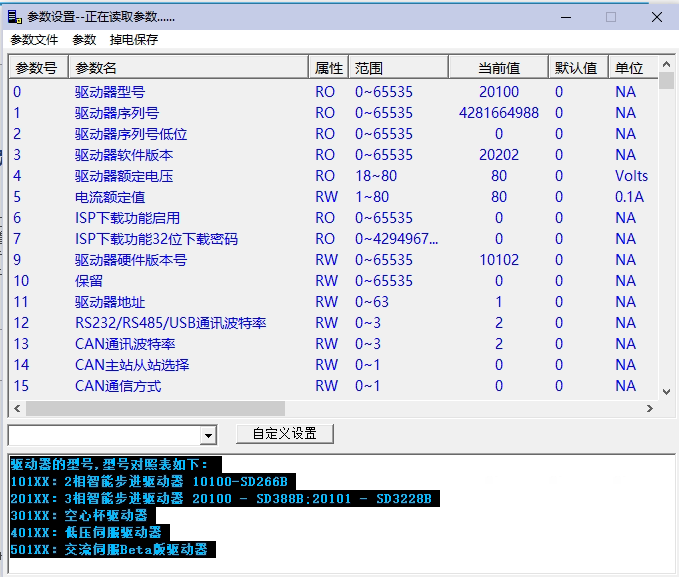 参数设置--正在读取参数......
参数文件 参数 掉电保存
参数号 参数名 属性 范围 当前值 默认值 单位
0 驱动器型号 RO 0~65535 20100 0 NA
1 驱动器序列号 RO 0~65535 4281664988 0 NA
2 驱动器序列号低位 RO 0~65535 0 0 NA
3 驱动器软件版本 RO 0~65535 20202 0 NA
4 驱动器额定电压 RO 18~80 80 0 Volts
5 电流额定值 RW 1~80 80 0 0.1A
6 ISP下载功能启用 RO 0~65535 0 0 NA
7 ISP下载功能32位下载密码 RO 0~4294967... 0 0 NA
9 驱动器硬件版本号 RW 0~65535 10102 0 NA
10 保留 RW 0~65535 0 0 NA
11 驱动器地址 RW 0~63 1 0 NA
12 RS232/RS485/USB通讯波特率 RW 0~3 2 0 NA
13 CAN通讯波特率 RW 0~3 2 0 NA
14 CAN主站从站选择 RW 0~1 0 0 NA
15 CAN通信方式 RW 0~1 0 0 NA
自定义设置
驱动器的型号,型号对照表如下:
101XX: 2相智能步进驱动器 10100-SD266B
201XX: 3相智能步进驱动器 20100 - SD388B;20101 - SD3228B
301XX: 空心杯驱动器
401XX: 低压伺服驱动器
501XX: 交流伺服Beta版驱动器